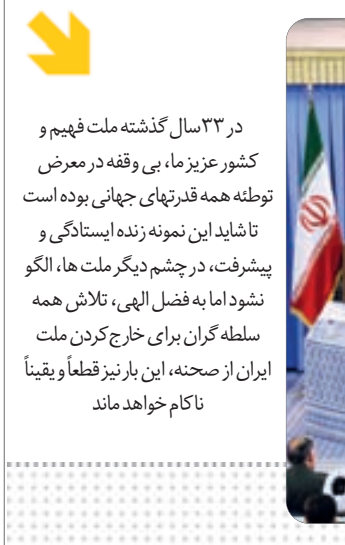 در ۳۳ سال گذشته ملت فهیم و
کشور عزیز ما، بی وقفه در معرض
توطئه همه قدرتهای جهانی بوده است
تا شاید این نمونه زنده ایستادگی و
پیشرفت، در چشم دیگر ملت ها، الگو
نشود اما به فضل الهی، تلاش همه
سلطه گران برای خارج کردن ملت
ایران از صحنه، این بار نیز قطعاً و یقیناً
ناکام خواهد ماند